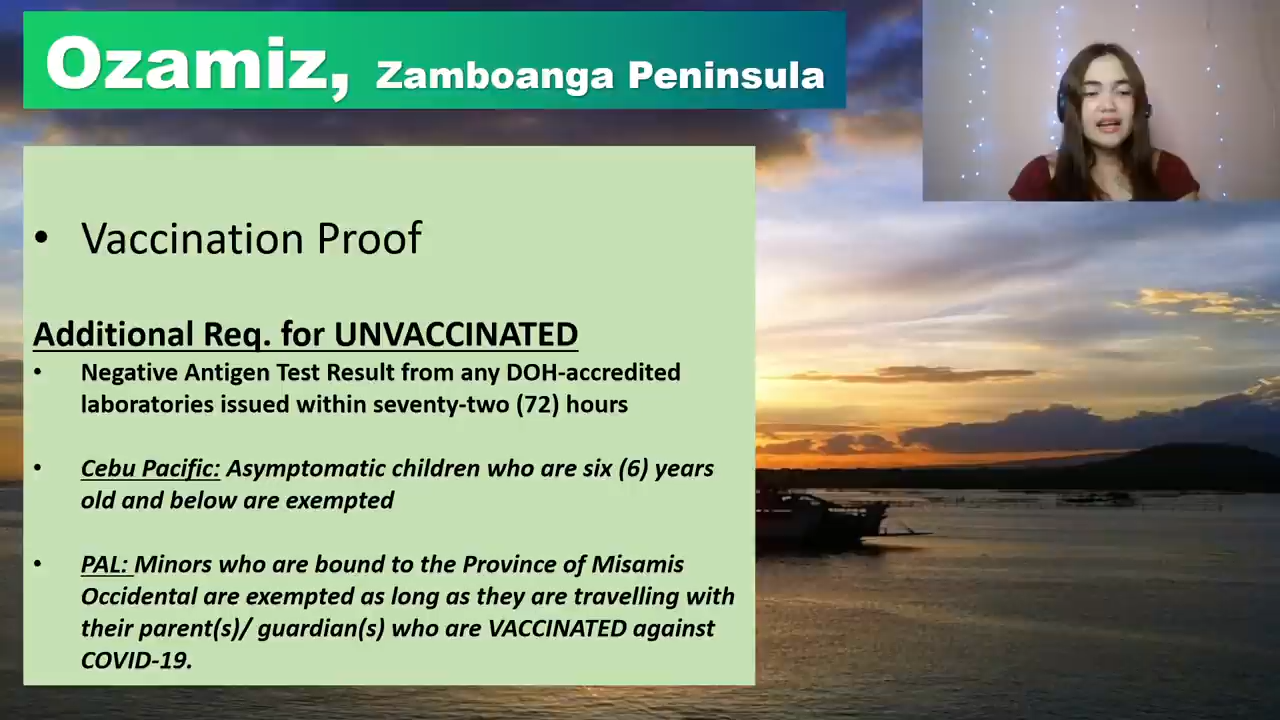 Ozamiz, Zamboanga Peninsula
• Vaccination Proof
Additional Req. for UNVACCINATED
• Negative Antigen Test Result from any DOH-accredited
laboratories issued within seventy-two (72) hours
• Cebu Pacific: Asymptomatic children who are six (6) years
old and below are exempted
• PAL: Minors who are bound to the Province of Misamis
Occidental are exempted as long as they are travelling with
their parent(s)/ guardian(s) who are VACCINATED against
COVID-19.